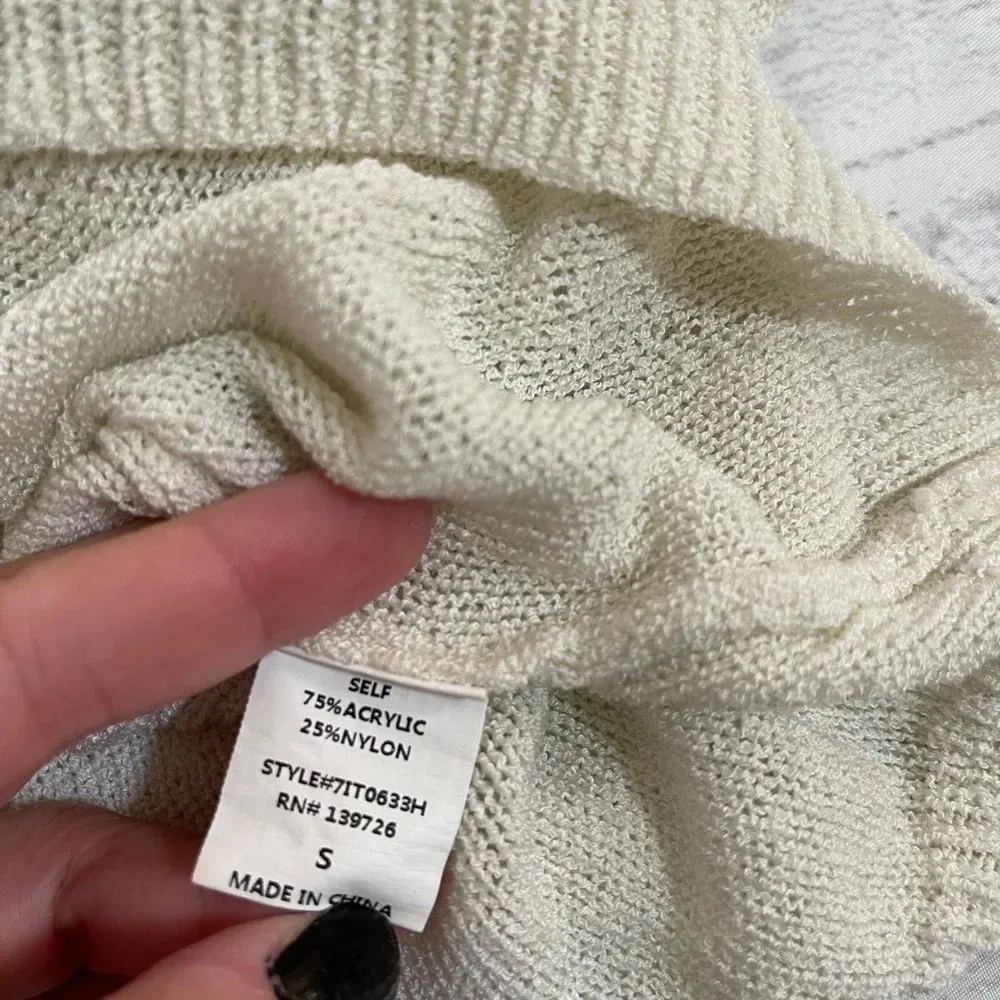 SELF
75%ACRYLIC
25%NYLON
STYLE#7IT0633H
RN# 139726
S
MADE IN CHINA